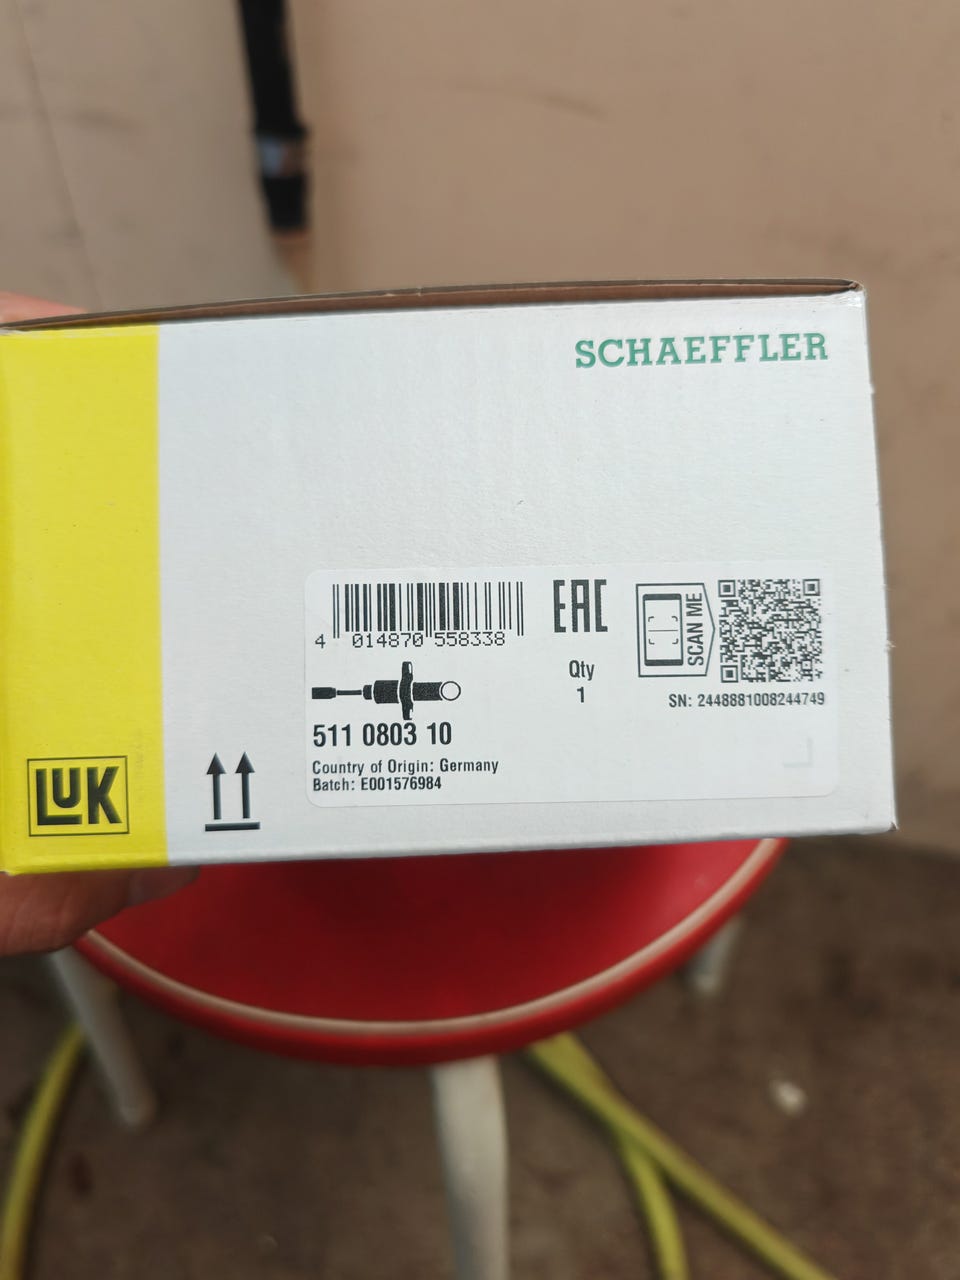 SCHAEFFLER
4 014870 558338
EAC
Qty
1
SCAN ME
SN: 2448881008244749
511 0803 10
Country of Origin: Germany
Batch: E001576984
LUK